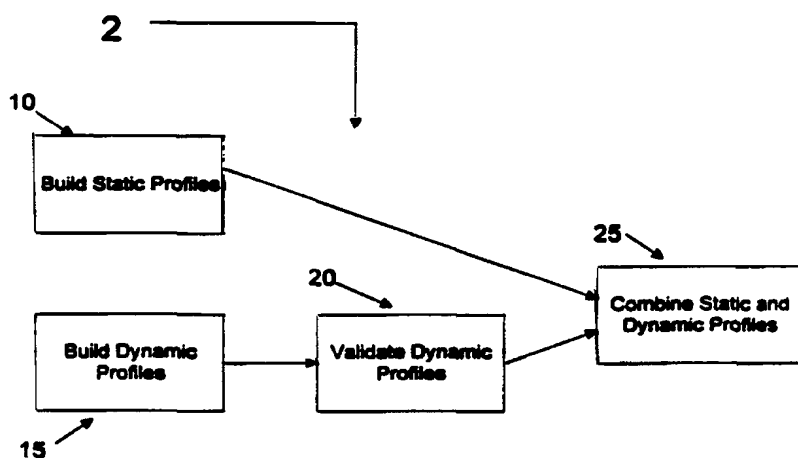 2
10
Build Static Profiles
25
Combine Static and
Dynamic Profiles
20
Build Dynamic
Profiles
Validate Dynamic
Profiles
15